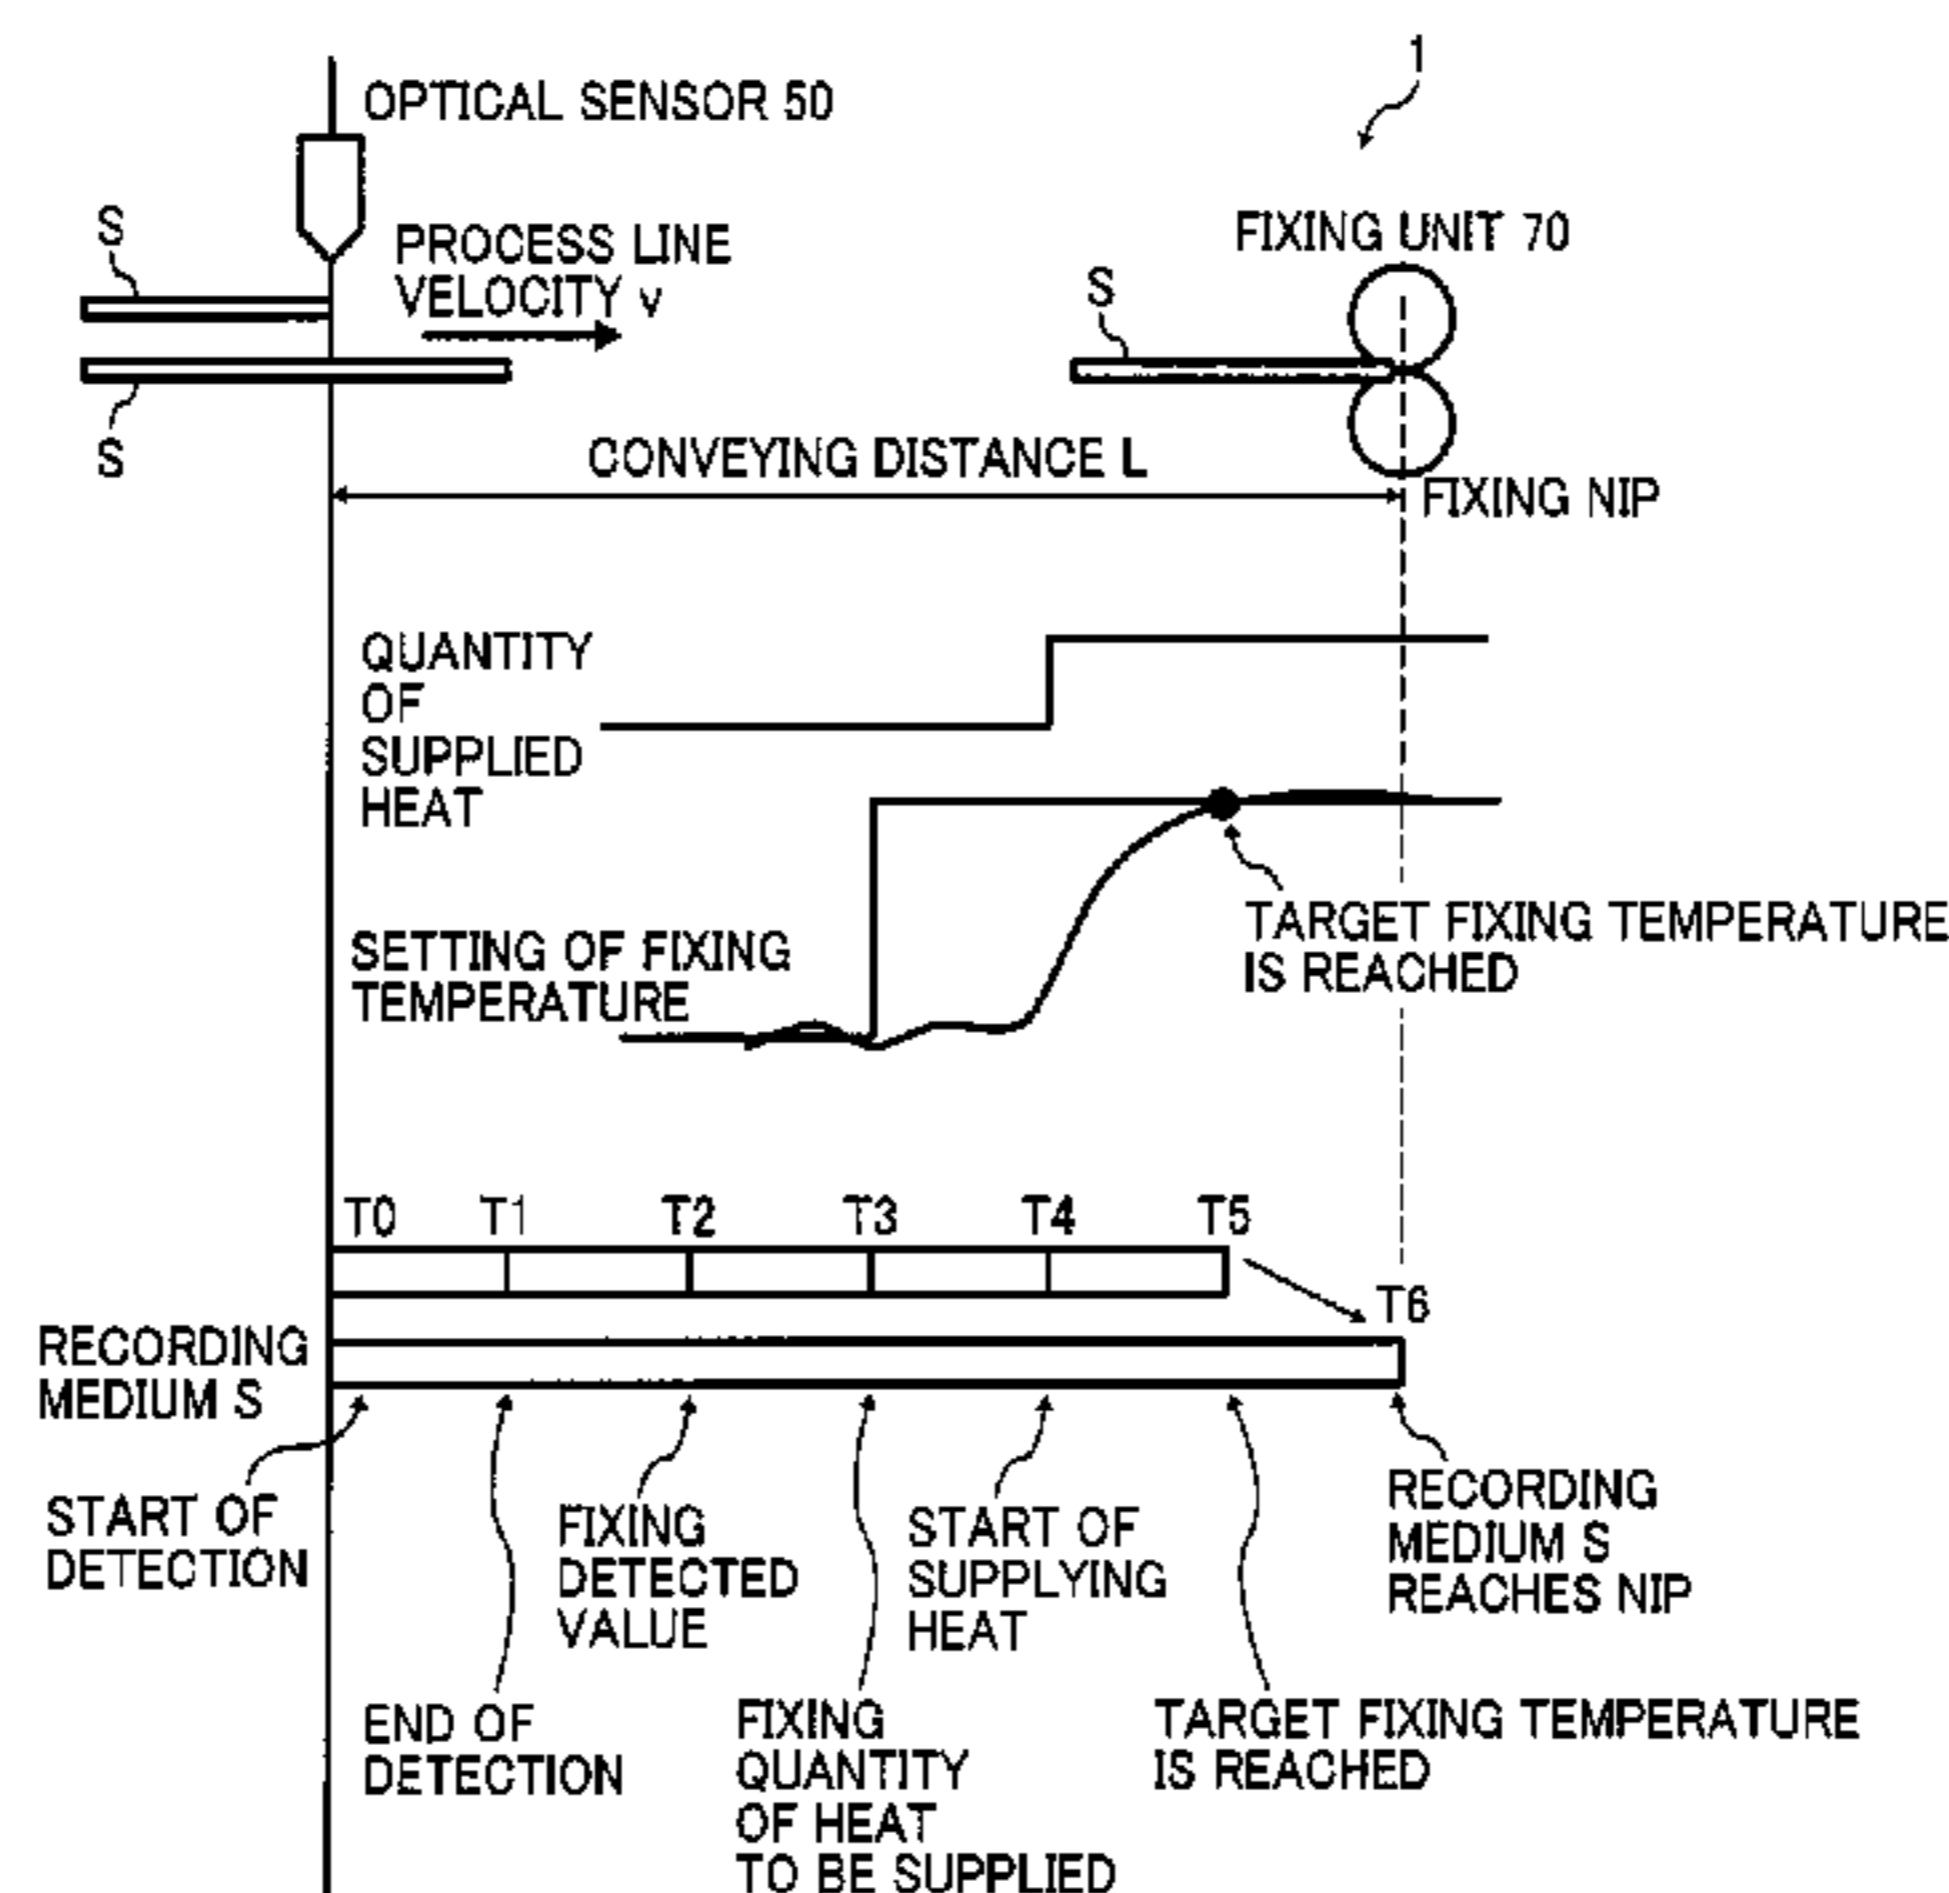 1
OPTICAL SENSOR 50
S
PROCESS LINE
VELOCITY v
FIXING UNIT 70
S
S
CONVEYING DISTANCE L
FIXING NIP
QUANTITY
OF
SUPPLIED
HEAT
TARGET FIXING TEMPERATURE
IS REACHED
SETTING OF FIXING
TEMPERATURE
T0 T1 T2 T3 T4 T5
T6
RECORDING
MEDIUM S
START OF
DETECTION
FIXING
DETECTED
VALUE
START OF
SUPPLYING
HEAT
RECORDING
MEDIUM S
REACHES NIP
END OF
DETECTION
FIXING
QUANTITY
OF HEAT
TO BE SUPPLIED
TARGET FIXING TEMPERATURE
IS REACHED